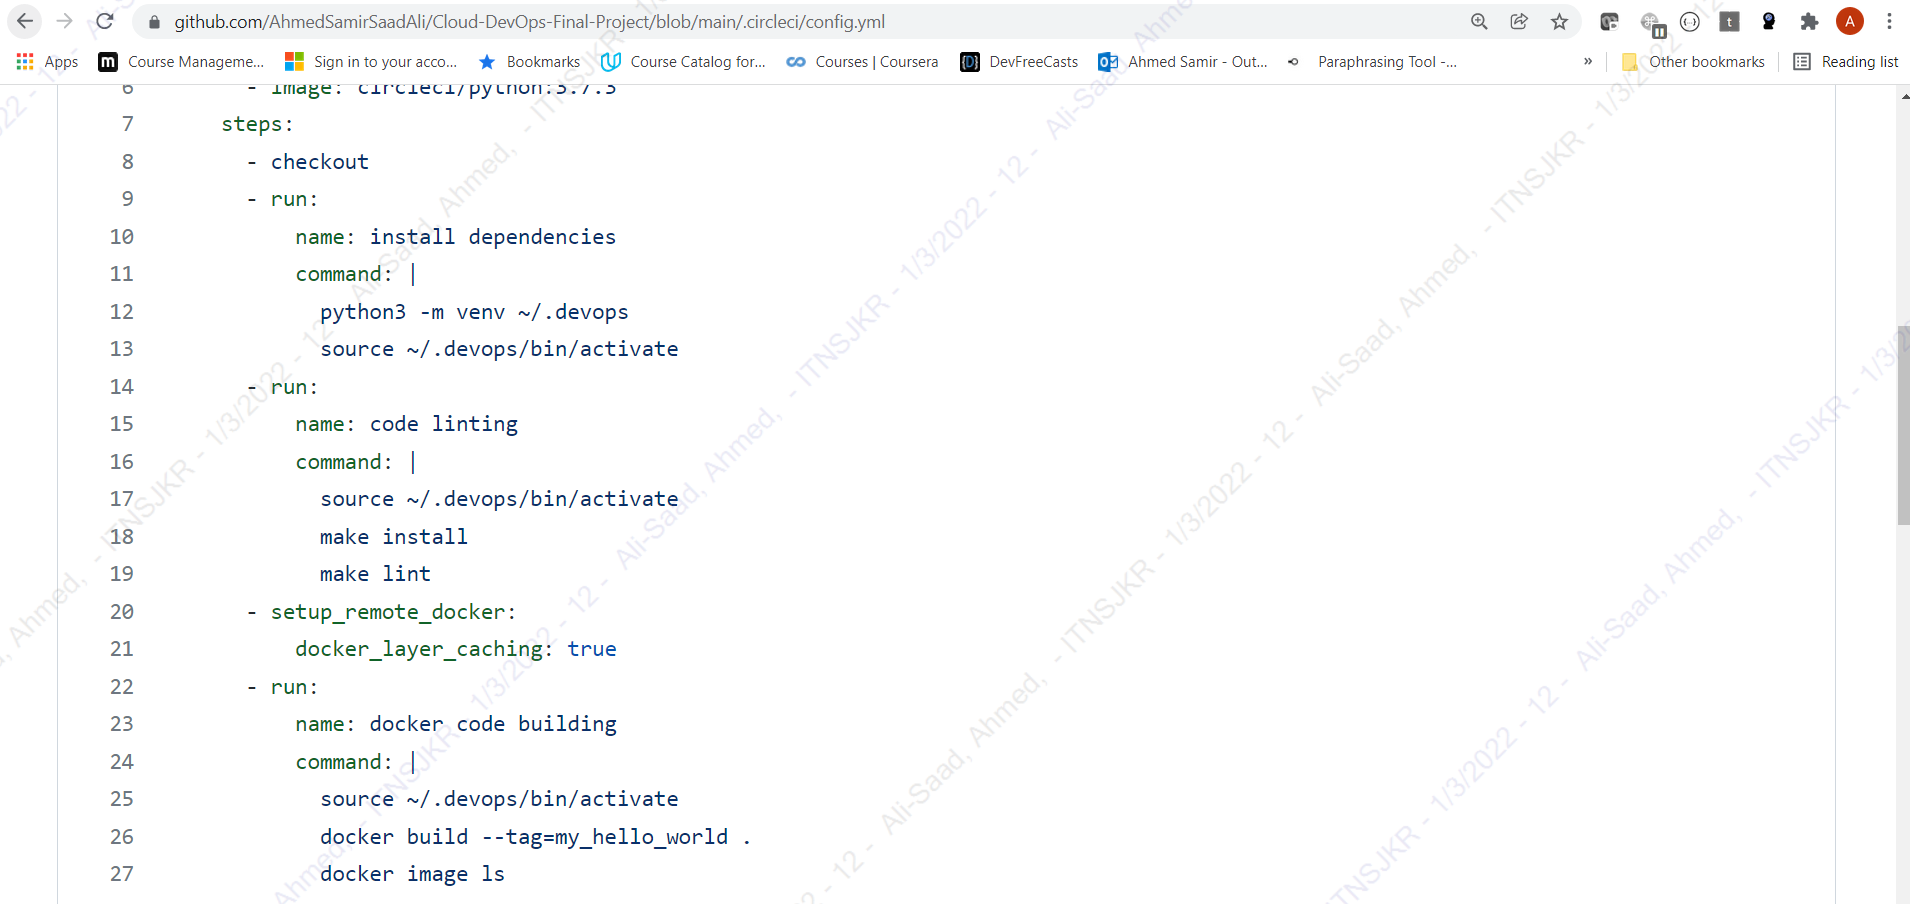 github.com/AhmedSamirSaadAli/Cloud-DevOps-Final-Project/blob/main/.circleci/config.yml
A
Apps
Course Manageme...
Sign in to your acco...
Bookmarks
Course Catalog for...
Courses | Coursera
DevFreeCasts
Ahmed Samir - Out...
Paraphrasing Tool -...
»
Other bookmarks
Reading list
6 - image: circleci/python:3.7.3
7 steps:
8 - checkout
9 - run:
10 name: install dependencies
11 command: |
12 python3 -m venv ~/.devops
13 source ~/.devops/bin/activate
14 - run:
15 name: code linting
16 command: |
17 source ~/.devops/bin/activate
18 make install
19 make lint
20 - setup_remote_docker:
21 docker_layer_caching: true
22 - run:
23 name: docker code building
24 command: |
25 source ~/.devops/bin/activate
26 docker build --tag=my_hello_world .
27 docker image ls
Ali-Saad, Ahmed, - ITNSJKR - 1/3/2022 - 12 -